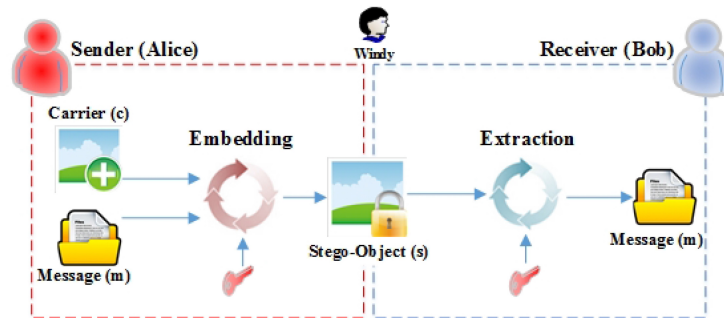 Sender (Alice)
Windy
Receiver (Bob)
Carrier (c)
Embedding
Extraction
Message (m)
Stego-Object (s)
Message (m)